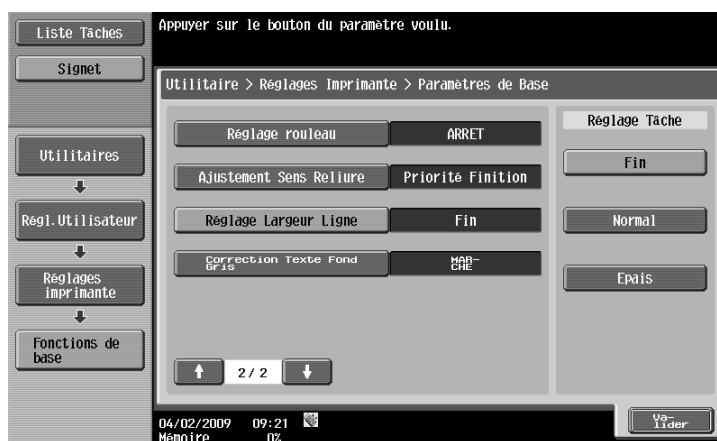 Appuyer sur le bouton du paramètre voulu.
Liste Tâches
Signet
Utilitaire > Réglages Imprimante > Paramètres de Base
Réglage rouleau
ARRET
Ajustement Sens Reliure
Priorité Finition
Réglage Largeur Ligne
Fin
Correction Texte Fond
Gris
MAR-
CHE
Réglage Tâche
Fin
Normal
Epais
Utilitaires
Régl.Utilisateur
Réglages
imprimante
Fonctions de
base
2/ 2
04/02/2009 09:21
Mémoire 0%
Va-
lider